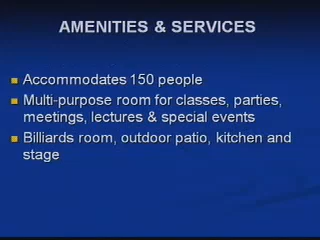 AMENITIES & SERVICES
Accommodates 150 people
Multi-purpose room for classes, parties,
meetings, lectures & special events
Billiards room, outdoor patio, kitchen and
stage